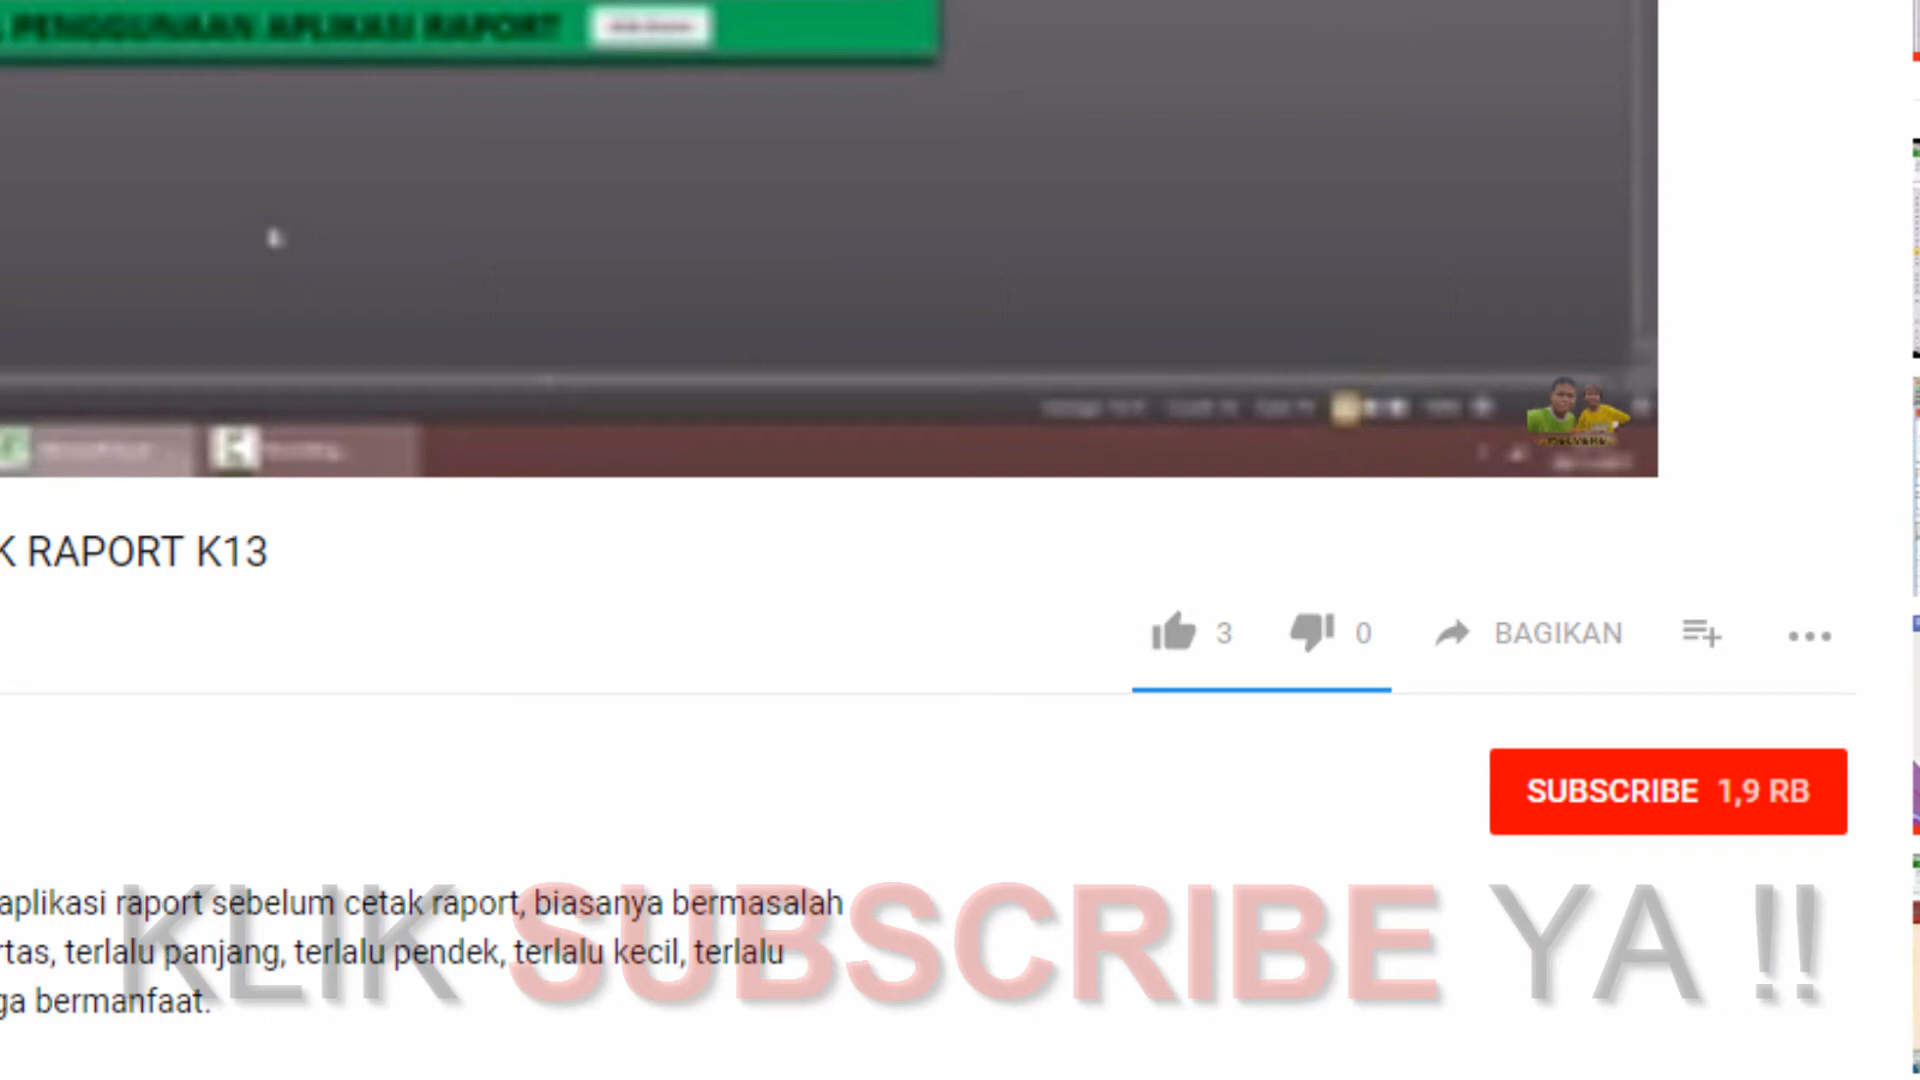 PENGGUNAAN APLIKASI RAPORT
K RAPORT K13
3 0 BAGIKAN
SUBSCRIBE 1,9 RB
aplikasi raport sebelum cetak raport, biasanya bermasalah
rtas, terlalu panjang, terlalu pendek, terlalu kecil, terlalu
ga bermanfaat.
KLIK SUBSCRIBE YA !!